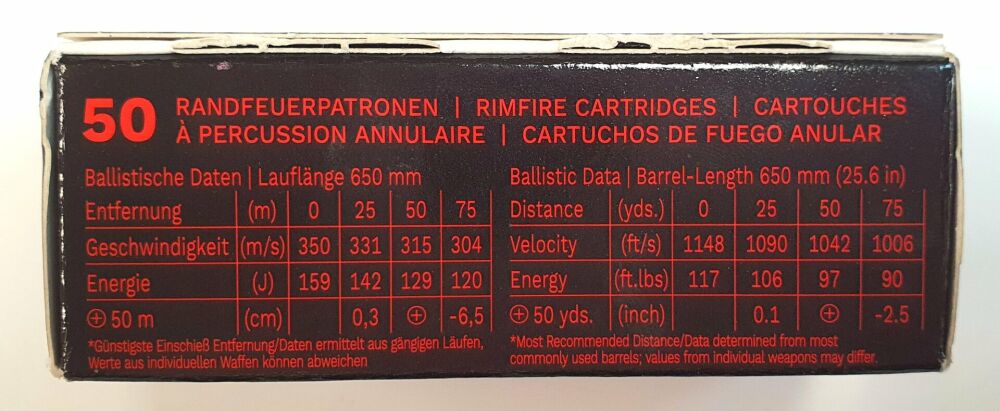 50 RANDFEUERPATRONEN | RIMFIRE CARTRIDGES | CARTOUCHES
À PERCUSSION ANNULAIRE | CARTUCHOS DE FUEGO ANULAR
Ballistische Daten | Lauflänge 650 mm
Entfernung (m) 0 25 50 75
Geschwindigkeit (m/s) 350 331 315 304
Energie (J) 159 142 129 120
⊕ 50 m (cm) 0,3 ⊕ -6,5
*Günstigste Einschieß Entfernung/Daten ermittelt aus gängigen Läufen,
Werte aus individuellen Waffen können abweichen
Ballistic Data | Barrel-Length 650 mm (25.6 in)
Distance (yds.) 0 25 50 75
Velocity (ft/s) 1148 1090 1042 1006
Energy (ft.lbs) 117 106 97 90
⊕ 50 yds. (inch) 0.1 ⊕ -2.5
*Most Recommended Distance/Data determined from most
commonly used barrels; values from individual weapons may differ.